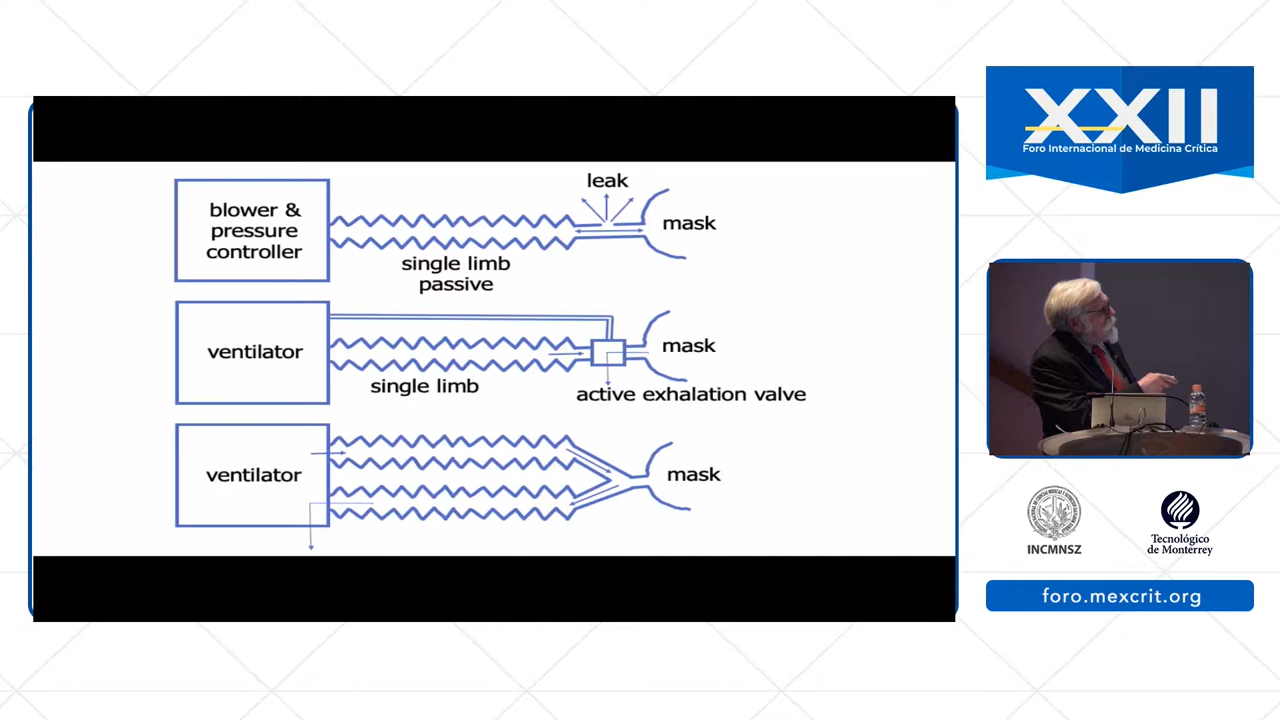 blower &
pressure
controller
single limb
passive
leak
mask
ventilator
single limb
mask
active exhalation valve
ventilator
mask
XXII
Foro Internacional de Medicina Crítica
INCMNSZ
Tecnológico
de Monterrey
foro.mexcrit.org